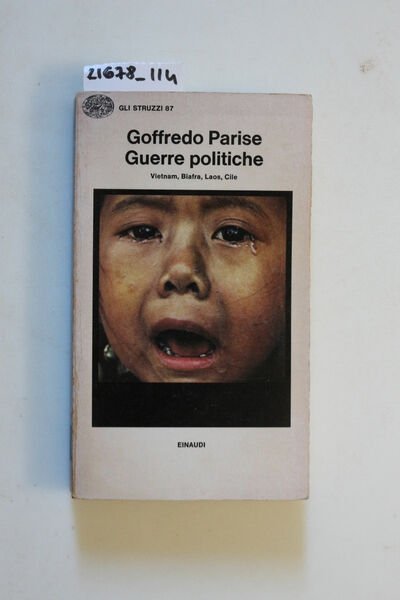 21678_114
GLI STRUZZI 87
Goffredo Parise
Guerre politiche
Vietnam, Biafra, Laos, Cile
EINAUDI